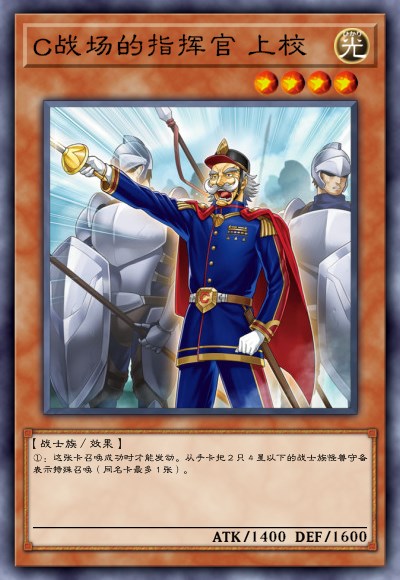 C战场的指挥官 上校
光
【战士族／效果】
①：这张卡召唤成功时才能发动。从手卡把2只4星以下的战士族怪兽守备
表示特殊召唤（同名卡最多1张）。
ATK/1400 DEF/1600